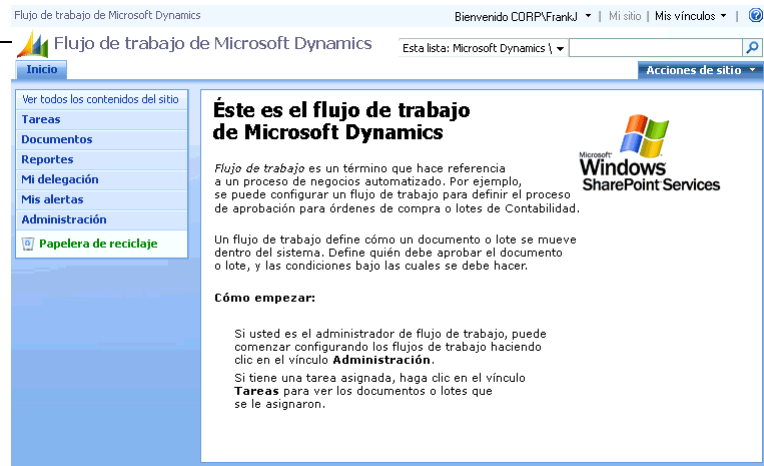 Flujo de trabajo de Microsoft Dynamics
Bienvenido CORP\FrankJ | Mi sitio | Mis vínculos |
Flujo de trabajo de Microsoft Dynamics
Esta lista: Microsoft Dynamics \
Inicio
Acciones de sitio
Ver todos los contenidos del sitio
Tareas
Documentos
Reportes
Mi delegación
Mis alertas
Administración
Papelera de reciclaje
Éste es el flujo de trabajo
de Microsoft Dynamics
Microsoft
Windows
SharePoint Services
Flujo de trabajo es un término que hace referencia
a un proceso de negocios automatizado. Por ejemplo,
se puede configurar un flujo de trabajo para definir el proceso
de aprobación para órdenes de compra o lotes de Contabilidad.
Un flujo de trabajo define cómo un documento o lote se mueve
dentro del sistema. Define quién debe aprobar el documento
o lote, y las condiciones bajo las cuales se debe hacer.
Cómo empezar:
Si usted es el administrador de flujo de trabajo, puede
comenzar configurando los flujos de trabajo haciendo
clic en el vínculo Administración.
Si tiene una tarea asignada, haga clic en el vínculo
Tareas para ver los documentos o lotes que
se le asignaron.